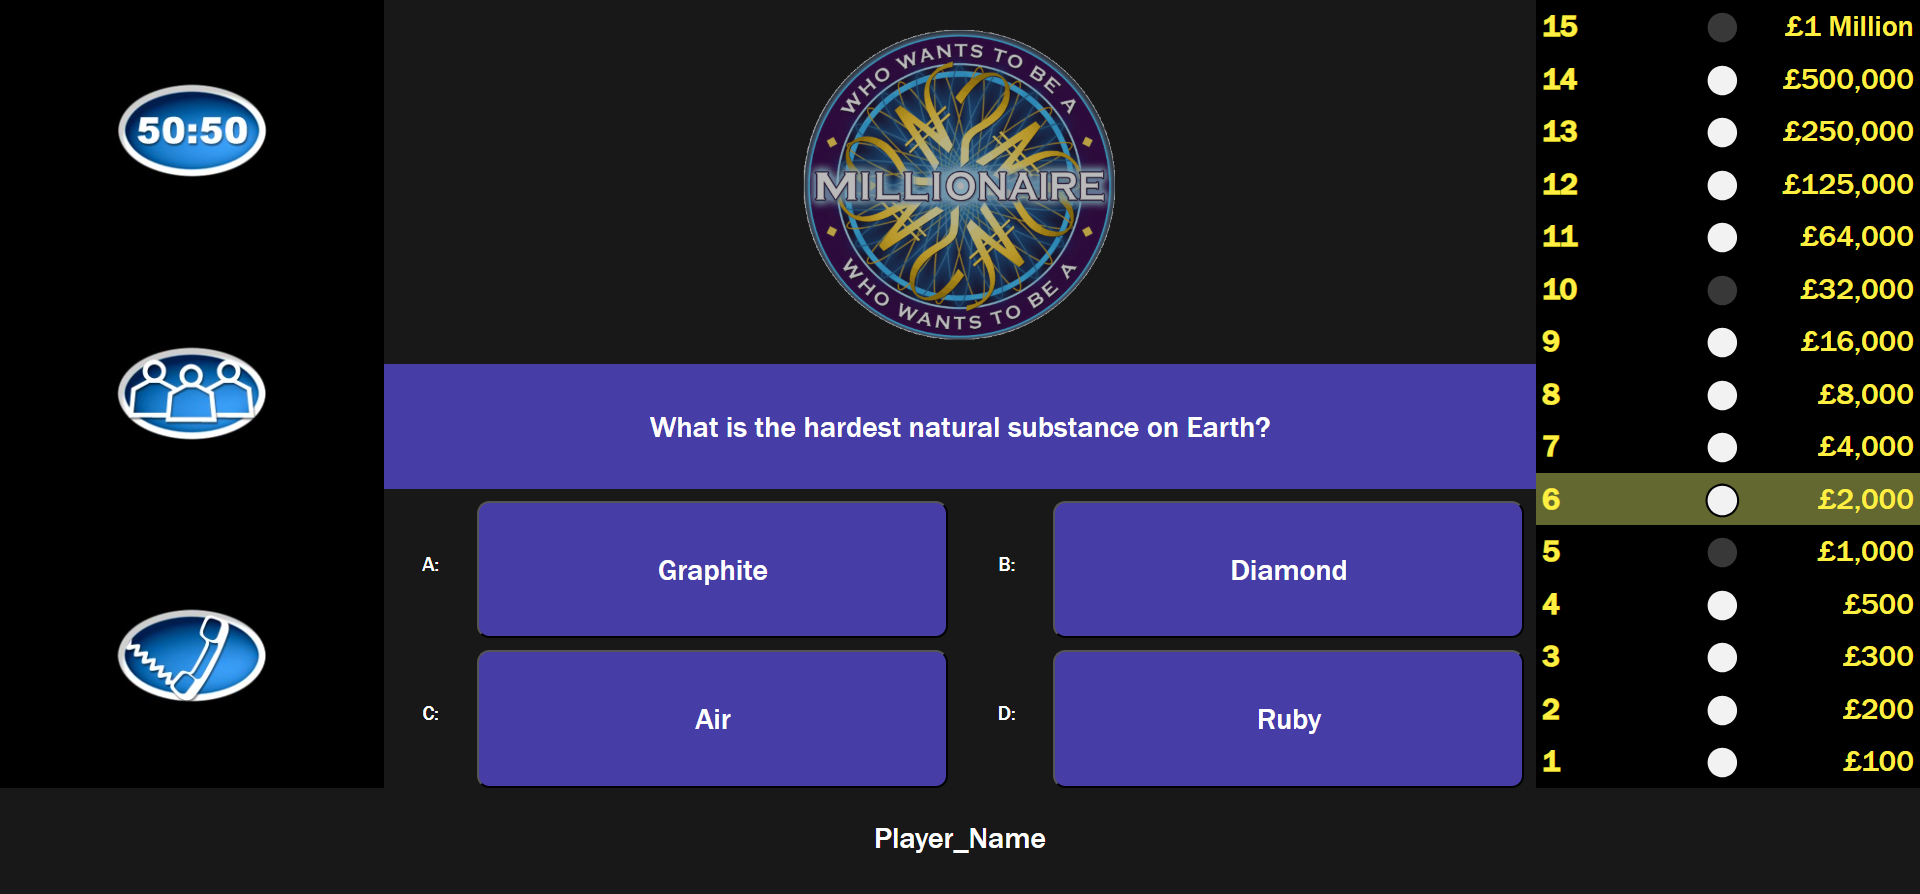 50:50
WHO WANTS TO BE A
MILLIONAIRE
WHO WANTS TO BE A
What is the hardest natural substance on Earth?
A: Graphite
B: Diamond
C: Air
D: Ruby
Player_Name
15 £1 Million
14 £500,000
13 £250,000
12 £125,000
11 £64,000
10 £32,000
9 £16,000
8 £8,000
7 £4,000
6 £2,000
5 £1,000
4 £500
3 £300
2 £200
1 £100